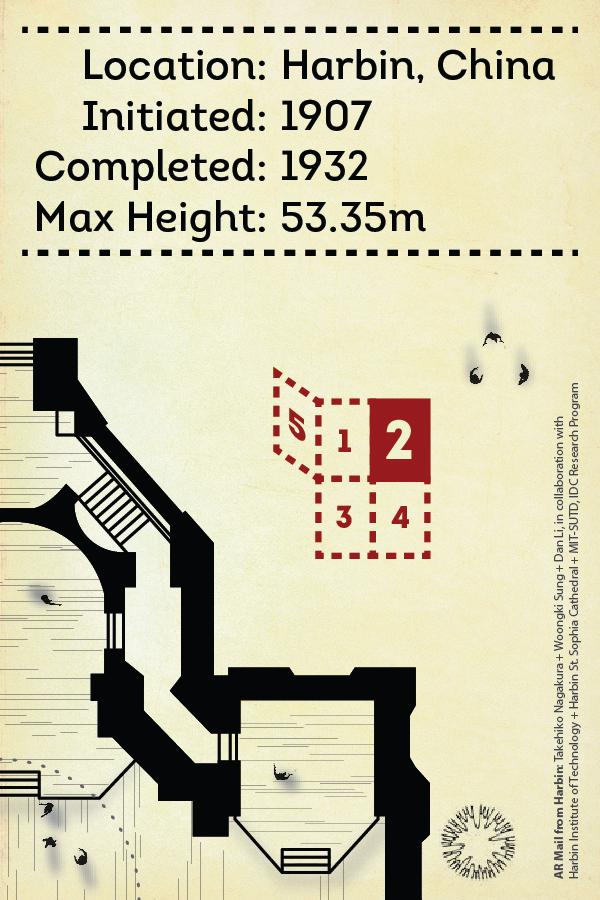 Location: Harbin, China
Initiated: 1907
Completed: 1932
Max Height: 53.35m
5
1
2
3
4
AR Mail from Harbin: Takehiko Nagakura + Woongki Sung + Dan Li, in collaboration with
Harbin Institute of Technology + Harbin St. Sophia Cathedral + MIT-SUTD, IDC Research Program